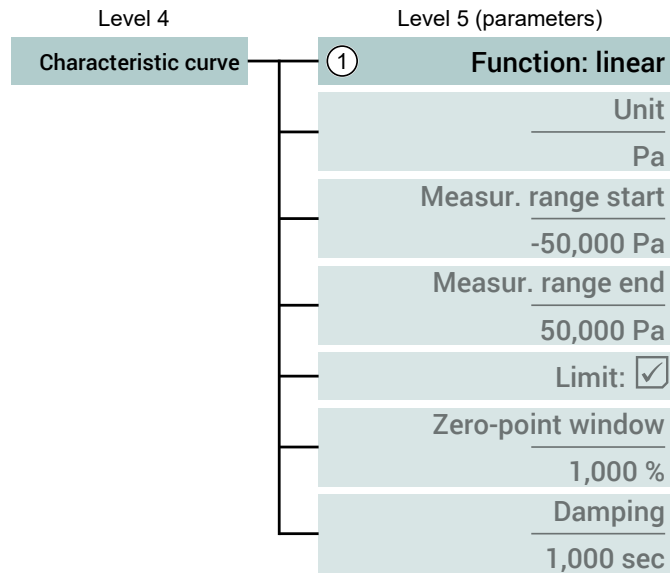 Level 4
Level 5 (parameters)
Characteristic curve
1
Function: linear
Unit
Pa
Measur. range start
-50,000 Pa
Measur. range end
50,000 Pa
Limit:
Zero-point window
1,000 %
Damping
1,000 sec